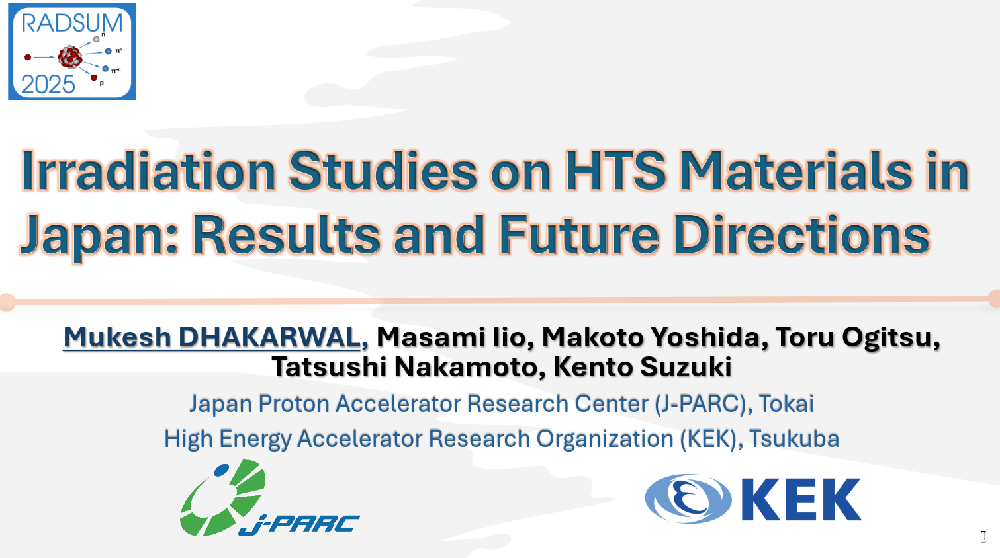 RADSUM
n
π⁰
π⁺/⁻
p
2025
Irradiation Studies on HTS Materials in
Japan: Results and Future Directions
Mukesh DHAKARWAL, Masami Iio, Makoto Yoshida, Toru Ogitsu,
Tatsushi Nakamoto, Kento Suzuki
Japan Proton Accelerator Research Center (J-PARC), Tokai
High Energy Accelerator Research Organization (KEK), Tsukuba
J-PARC
KEK